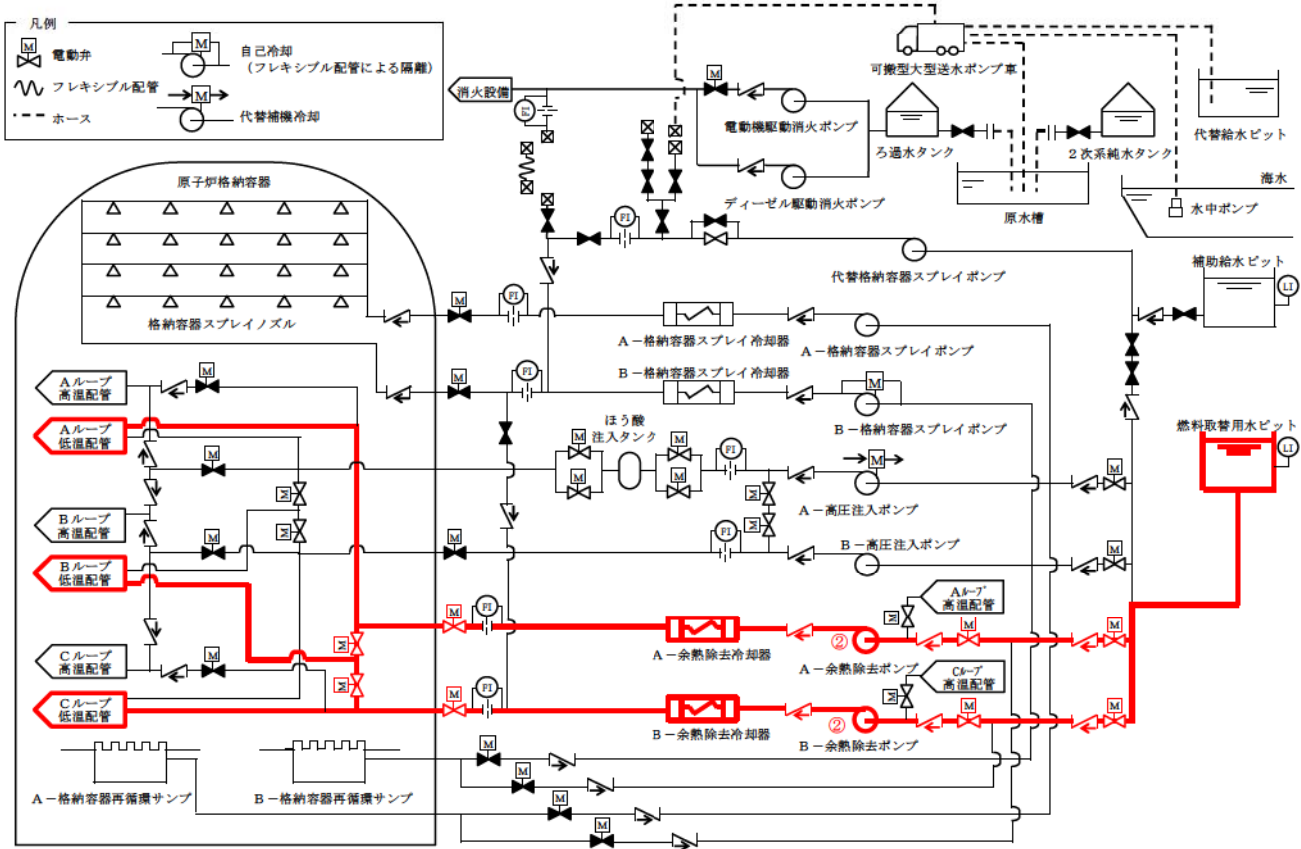 凡例
M
電動弁
フレキシブル配管
ホース
M
自己冷却
(フレキシブル配管による隔離)
M
代替補機冷却
消火設備
M
電動機駆動消火ポンプ
ディーゼル駆動消火ポンプ
可搬型大型送水ポンプ車
ろ過水タンク
2次系純水タンク
代替給水ピット
原水槽
海水
水中ポンプ
FI
代替格納容器スプレイポンプ
補助給水ピット
LI
原子炉格納容器
格納容器スプレイノズル
M
FI
A-格納容器スプレイ冷却器
A-格納容器スプレイポンプ
M
FI
B-格納容器スプレイ冷却器
M
B-格納容器スプレイポンプ
燃料取替用水ピット
LI
Aループ
高温配管
M
Aループ
低温配管
M
ほう酸
注入タンク
M
M
M
M
FI
M
A-高圧注入ポンプ
M
M
M
M
M
Bループ
高温配管
M
M
FI
B-高圧注入ポンプ
M
Bループ
低温配管
M
FI
A-余熱除去冷却器
②
A-余熱除去ポンプ
M
Aループ
高温配管
M
M
M
M
Cループ
高温配管
M
Cループ
低温配管
M
FI
B-余熱除去冷却器
②
B-余熱除去ポンプ
M
Cループ
高温配管
M
M
A-格納容器再循環サンプ
B-格納容器再循環サンプ
M
M
M
M